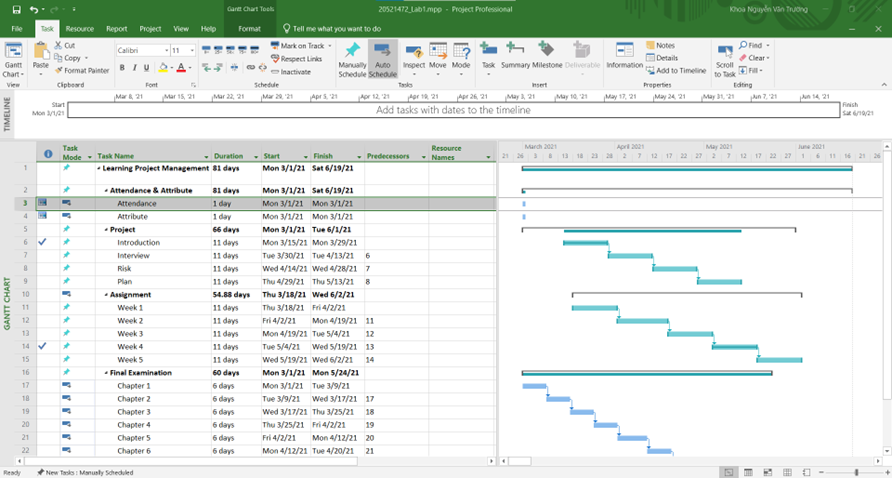 Gantt Chart Tools
20521472_Lab1.mpp - Project Professional
Khoa Nguyễn Văn Trường
File Task Resource Report Project View Help Format Tell me what you want to do
Gantt Chart
Paste
Cut
Copy
Format Painter
Calibri 11
B I U
Mark on Track
Respect Links
Inactivate
Manually Schedule
Auto Schedule
Inspect Move Mode
Task Summary Milestone Deliverable
Information
Notes
Details
Add to Timeline
Scroll to Task
Find
Clear
Fill
View Clipboard Font Schedule Tasks Insert Properties Editing
TIMELINE
Mar 8, '21 Mar 15, '21 Mar 22, '21 Mar 29, '21 Apr 5, '21 Apr 12, '21 Apr 19, '21 Apr 26, '21 May 3, '21 May 10, '21 May 17, '21 May 24, '21 May 31, '21 Jun 7, '21 Jun 14, '21
Start
Mon 3/1/21
Add tasks with dates to the timeline
Finish
Sat 6/19/21
Task Mode Task Name Duration Start Finish Predecessors Resource Names
March 2021 April 2021 May 2021 June 2021
21 26 3 8 13 18 23 28 2 7 12 17 22 27 2 7 12 17 22 27 1 6 11 16 21 26
1 Learning Project Management 81 days Mon 3/1/21 Sat 6/19/21
2 Attendance & Attribute 81 days Mon 3/1/21 Sat 6/19/21
3 Attendance 1 day Mon 3/1/21 Mon 3/1/21
4 Attribute 1 day Mon 3/1/21 Mon 3/1/21
5 Project 66 days Mon 3/1/21 Tue 6/1/21
6 Introduction 11 days Mon 3/15/21 Mon 3/29/21
7 Interview 11 days Tue 3/30/21 Tue 4/13/21 6
8 Risk 11 days Wed 4/14/21 Wed 4/28/21 7
9 Plan 11 days Thu 4/29/21 Thu 5/13/21 8
10 Assignment 54.88 days Thu 3/18/21 Wed 6/2/21
11 Week 1 11 days Thu 3/18/21 Fri 4/2/21
12 Week 2 11 days Fri 4/2/21 Mon 4/19/21 11
13 Week 3 11 days Mon 4/19/21 Tue 5/4/21 12
14 Week 4 11 days Tue 5/4/21 Wed 5/19/21 13
15 Week 5 11 days Wed 5/19/21 Wed 6/2/21 14
16 Final Examination 60 days Mon 3/1/21 Mon 5/24/21
17 Chapter 1 6 days Mon 3/1/21 Tue 3/9/21
18 Chapter 2 6 days Tue 3/9/21 Wed 3/17/21 17
19 Chapter 3 6 days Wed 3/17/21 Thu 3/25/21 18
20 Chapter 4 6 days Thu 3/25/21 Fri 4/2/21 19
21 Chapter 5 6 days Fri 4/2/21 Mon 4/12/21 20
22 Chapter 6 6 days Mon 4/12/21 Tue 4/20/21 21
GANTT CHART
Ready New Tasks : Manually Scheduled